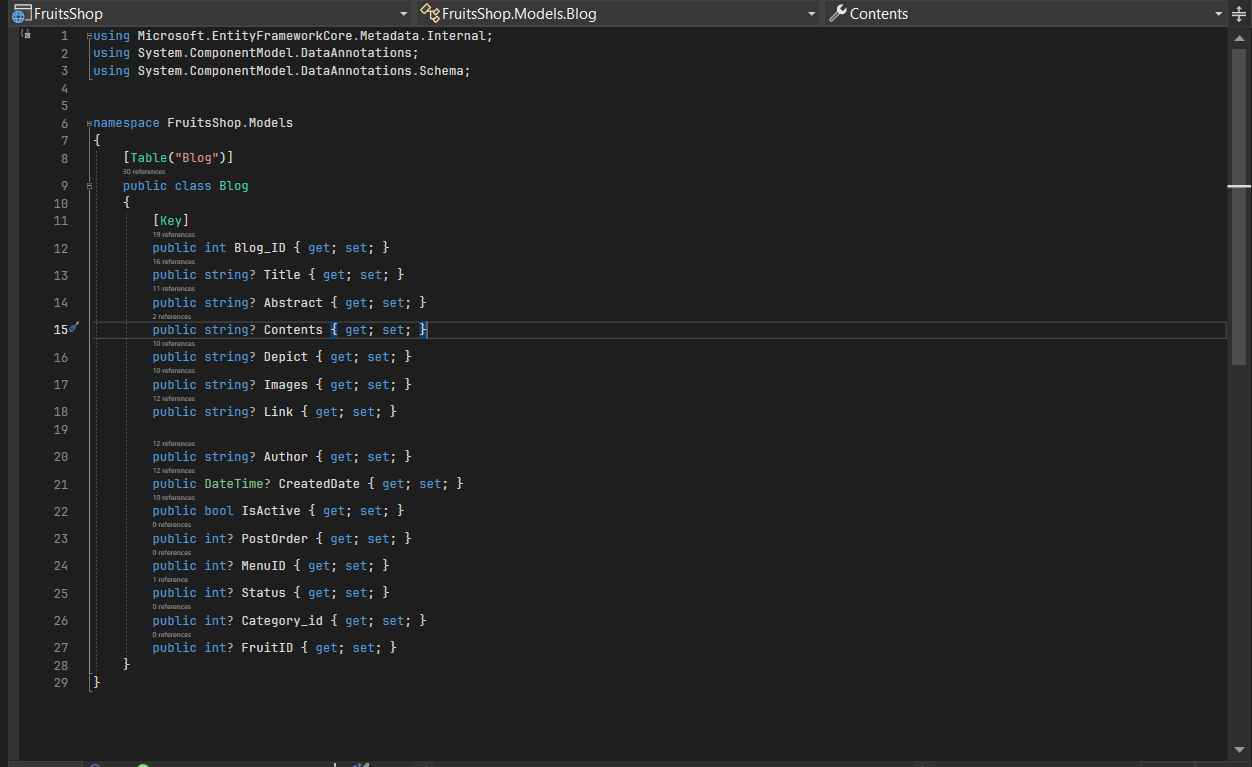 FruitsShop FruitsShop.Models.Blog Contents
1 using Microsoft.EntityFrameworkCore.Metadata.Internal;
2 using System.ComponentModel.DataAnnotations;
3 using System.ComponentModel.DataAnnotations.Schema;
4
5
6 namespace FruitsShop.Models
7 {
8 [Table("Blog")]
30 references
9 public class Blog
10 {
11 [Key]
19 references
12 public int Blog_ID { get; set; }
16 references
13 public string? Title { get; set; }
11 references
14 public string? Abstract { get; set; }
2 references
15 public string? Contents { get; set; }
10 references
16 public string? Depict { get; set; }
10 references
17 public string? Images { get; set; }
12 references
18 public string? Link { get; set; }
19
12 references
20 public string? Author { get; set; }
12 references
21 public DateTime? CreatedDate { get; set; }
10 references
22 public bool IsActive { get; set; }
0 references
23 public int? PostOrder { get; set; }
0 references
24 public int? MenuID { get; set; }
1 reference
25 public int? Status { get; set; }
0 references
26 public int? Category_id { get; set; }
0 references
27 public int? FruitID { get; set; }
28 }
29 }